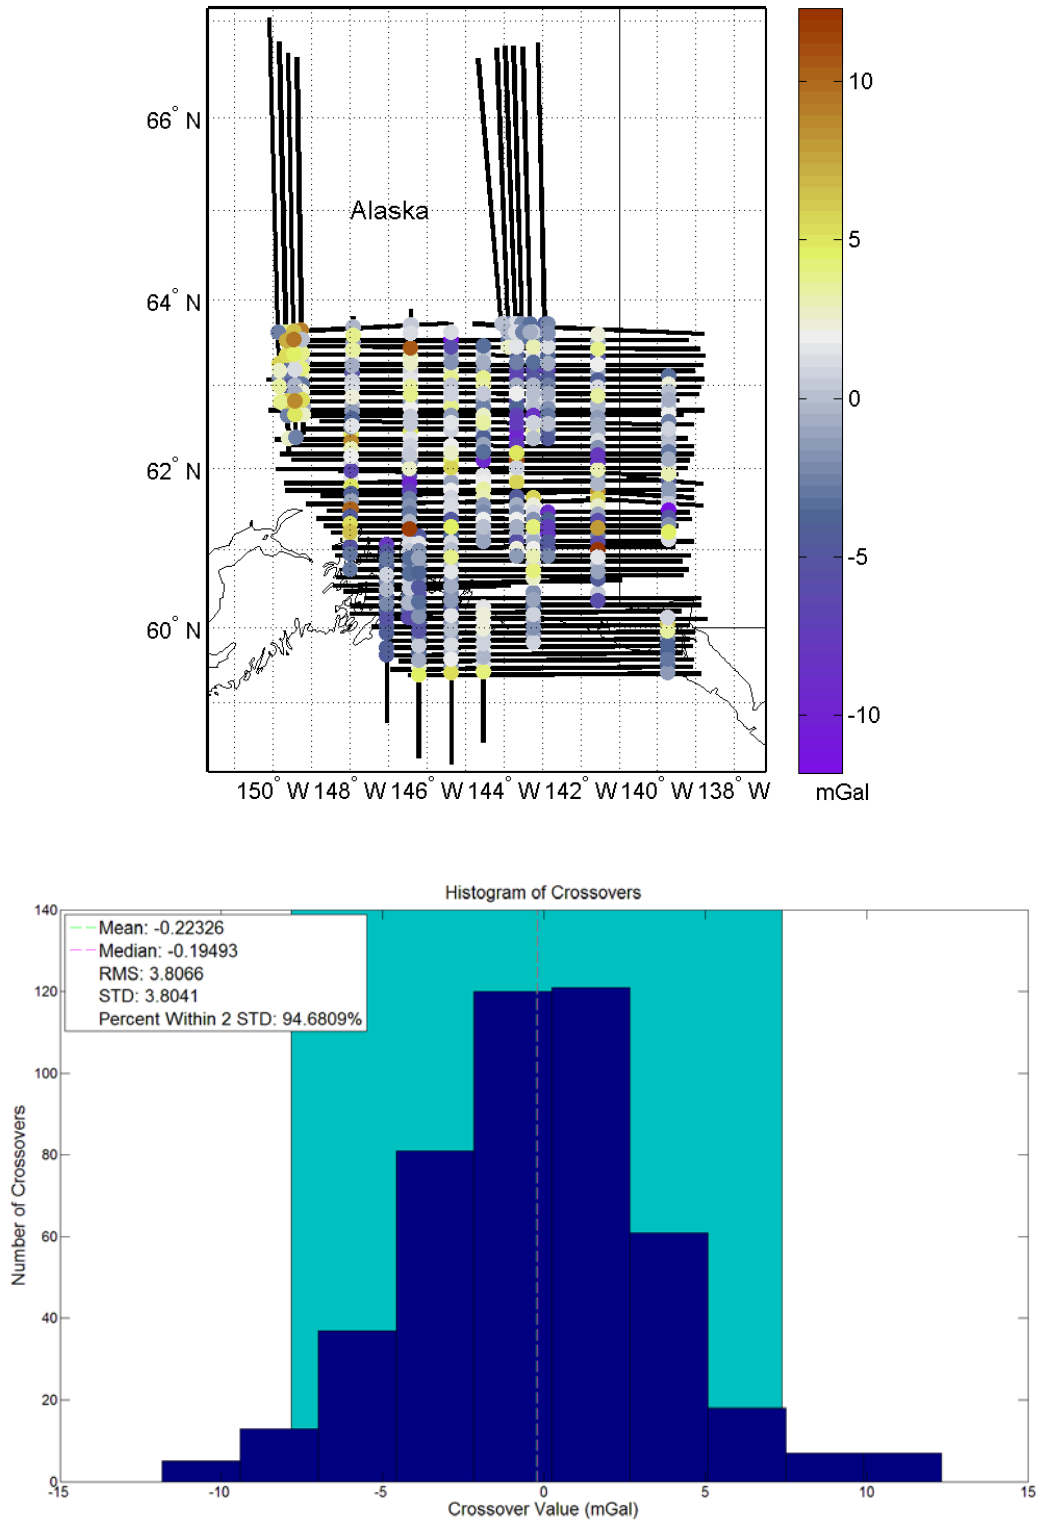 10
66° N
Alaska
5
64° N
0
62° N
-5
60° N
-10
150° W 148° W 146° W 144° W 142° W 140° W 138° W
mGal
Histogram of Crossovers
140
Mean: -0.22326
Median: -0.19493
RMS: 3.8066
STD: 3.8041
Percent Within 2 STD: 94.6809%
120
100
80
60
40
20
0
Number of Crossovers
-15 -10 -5 0 5 10 15
Crossover Value (mGal)